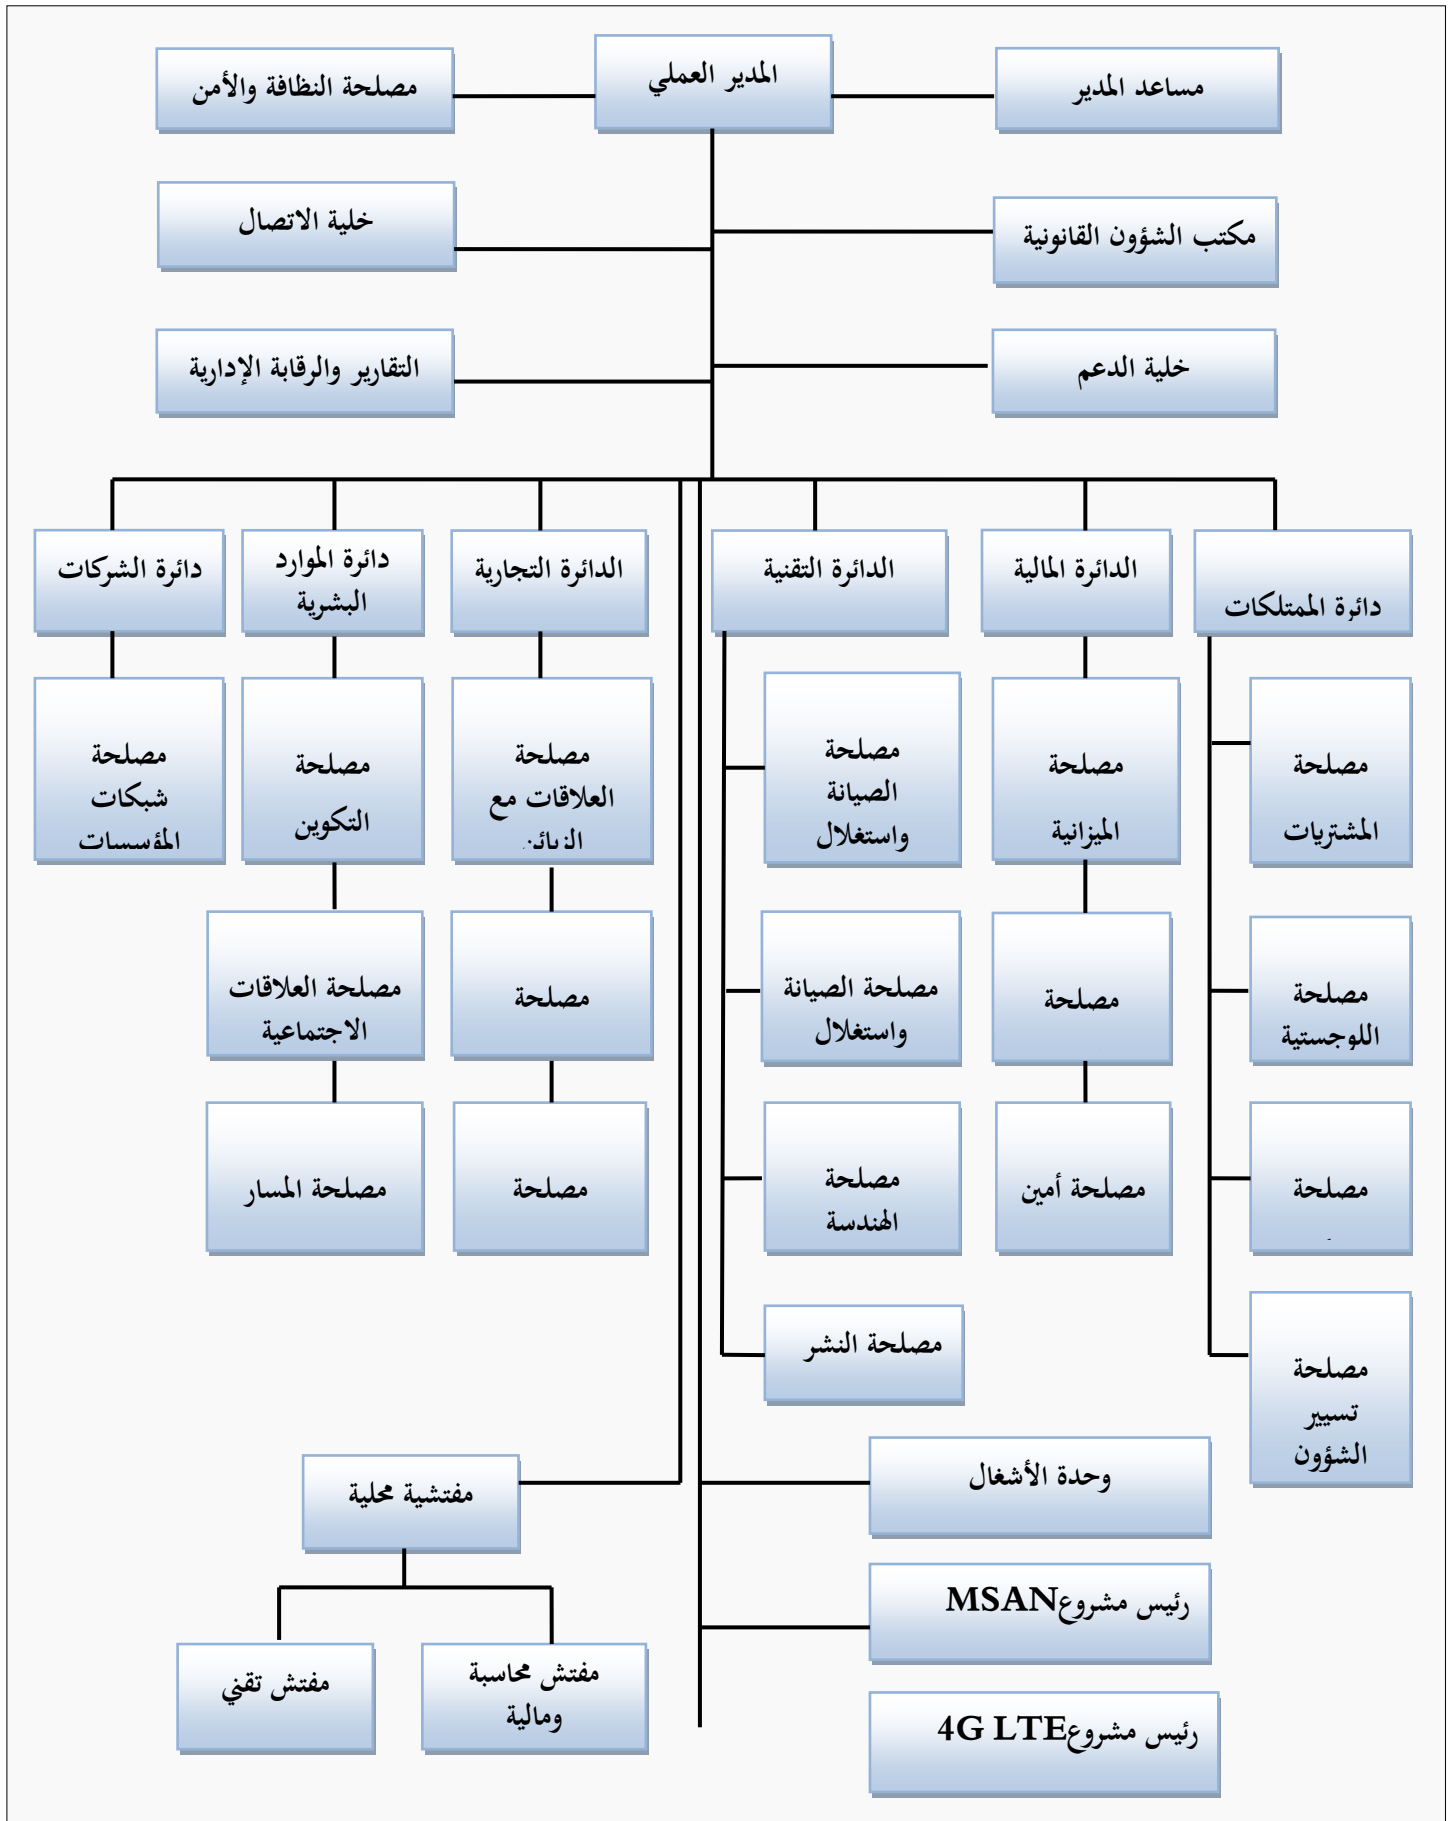 المدير العملي
مساعد المدير
مصلحة النظافة والأمن
مكتب الشؤون القانونية
خلية الاتصال
خلية الدعم
التقارير والرقابة الإدارية
دائرة الممتلكات
الدائرة المالية
الدائرة التقنية
الدائرة التجارية
دائرة الموارد
البشرية
دائرة الشركات
مصلحة
المشتريات
مصلحة
الميزانية
مصلحة
الصيانة
واستغلال
مصلحة
العلاقات مع
الزبائن
مصلحة
التكوين
مصلحة
شبكات
المؤسسات
مصلحة
اللوجستية
مصلحة
مصلحة الصيانة
واستغلال
مصلحة
مصلحة العلاقات
الاجتماعية
مصلحة
مصلحة أمين
مصلحة
الهندسة
مصلحة
مصلحة المسار
مصلحة
تسيير
الشؤون
مصلحة النشر
وحدة الأشغال
مفتشية محلية
رئيس مشروعMSAN
مفتش محاسبة
ومالية
مفتش تقني
رئيس مشروع4G LTE